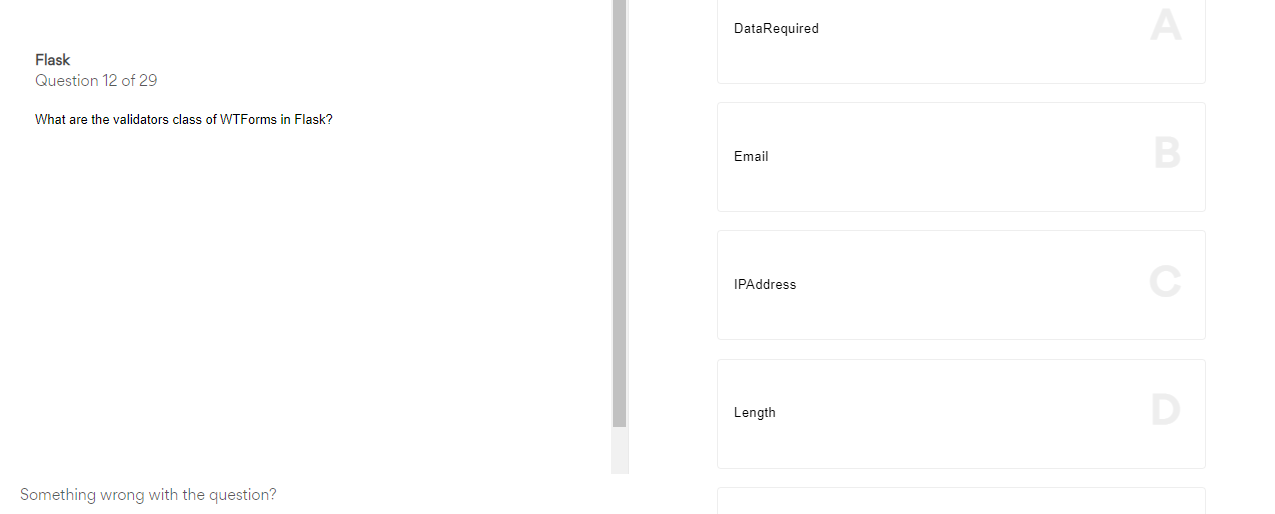 Flask
Question 12 of 29
What are the validators class of WTForms in Flask?
Something wrong with the question?
DataRequired
A
Email
B
IPAddress
C
Length
D